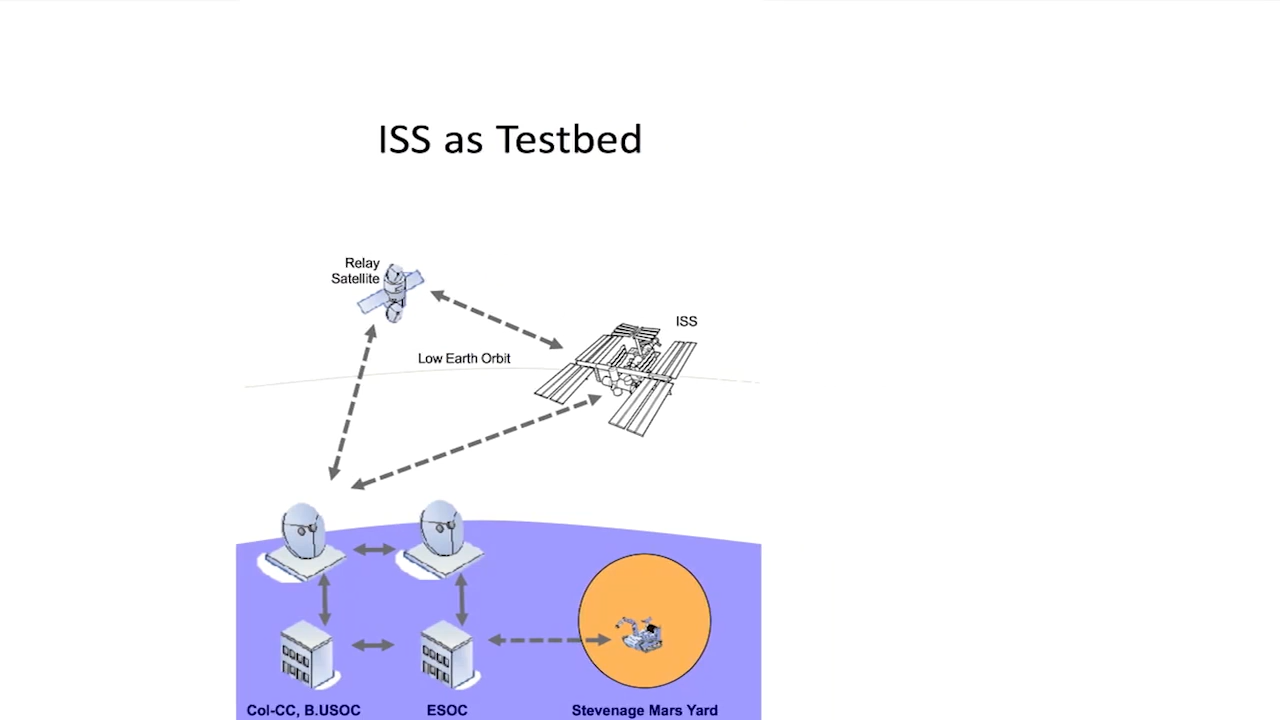 ISS as Testbed
Relay
Satellite
ISS
Low Earth Orbit
Col-CC, B.USOC
ESOC
Stevenage Mars Yard